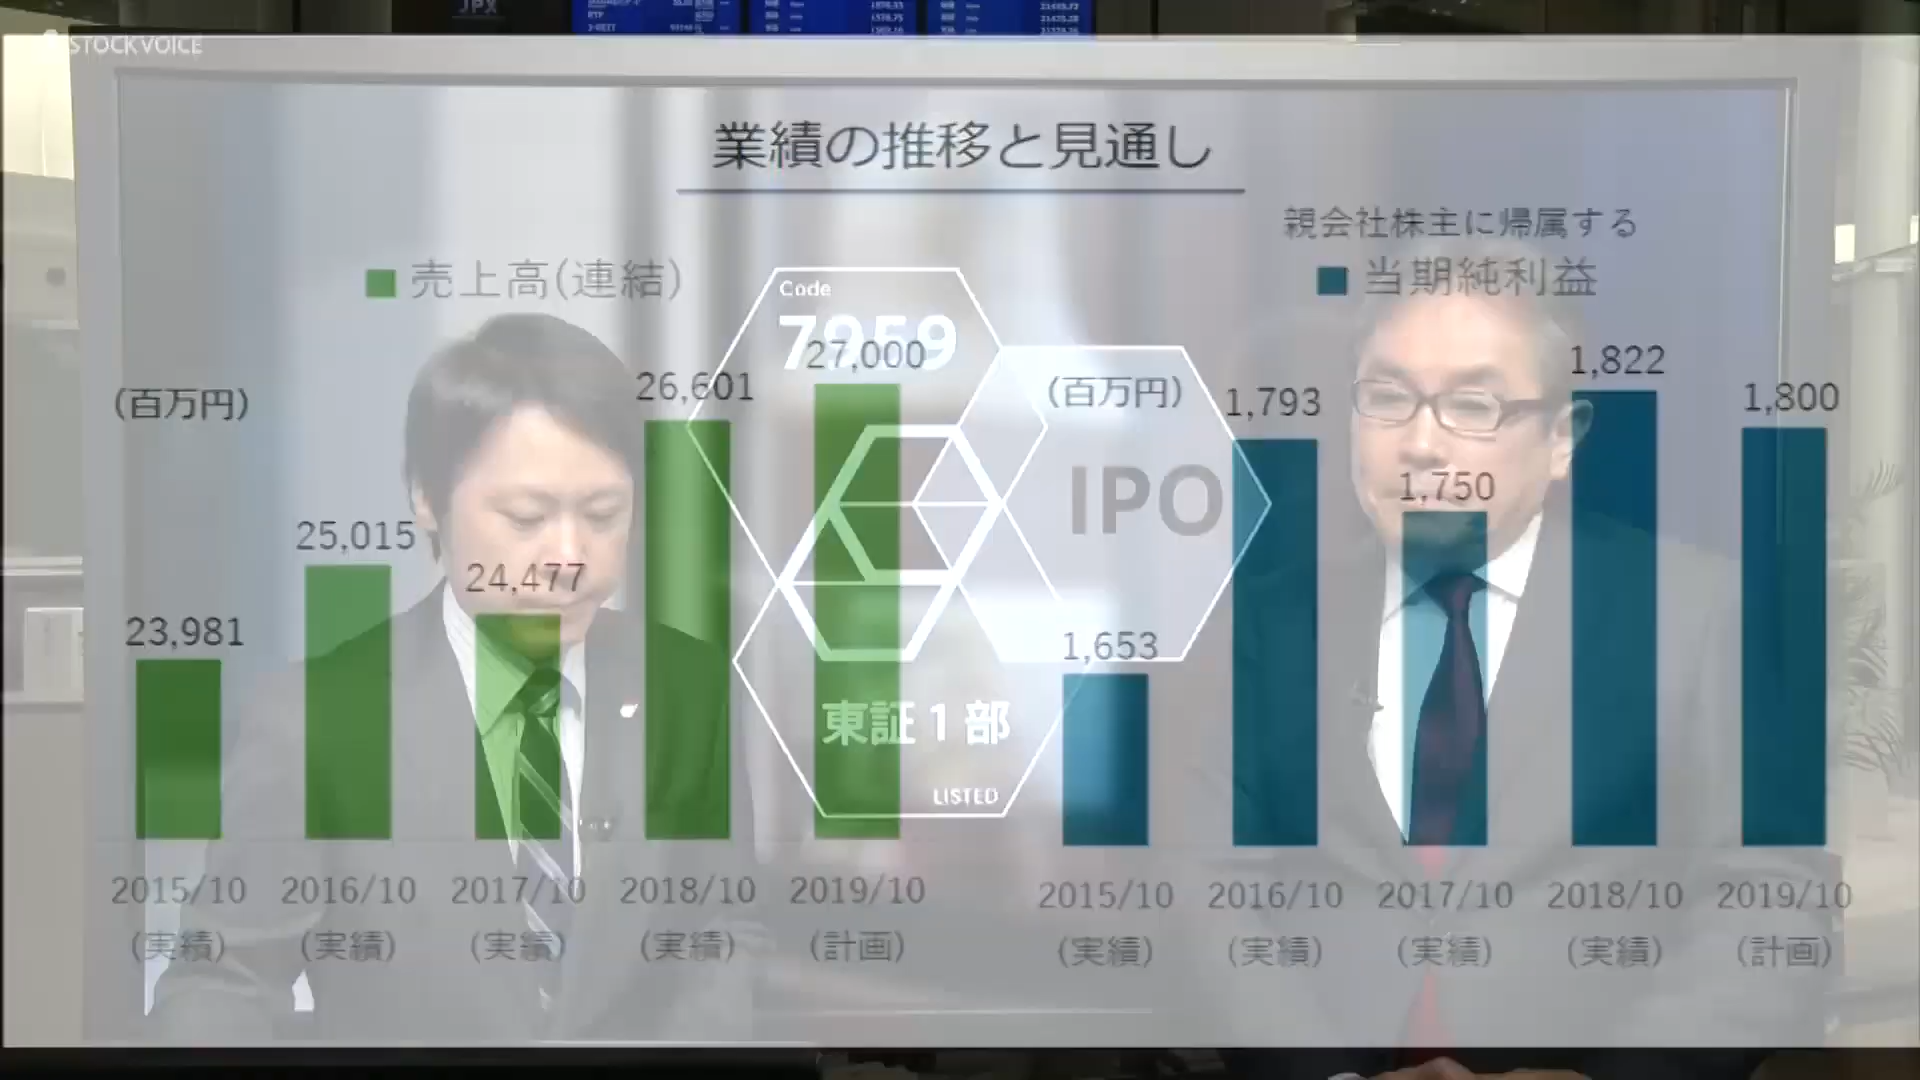 JPX
STOCKVOICE
業績の推移と見通し
親会社株主に帰属する
売上高(連結)
当期純利益
Code
7959
IPO
東証1部
LISTED
(百万円)
23,981
25,015
24,477
26,601
27,000
2015/10
2016/10
2017/10
2018/10
2019/10
(実績)
(実績)
(実績)
(実績)
(計画)
(百万円)
1,653
1,793
1,750
1,822
1,800
2015/10
2016/10
2017/10
2018/10
2019/10
(実績)
(実績)
(実績)
(実績)
(計画)